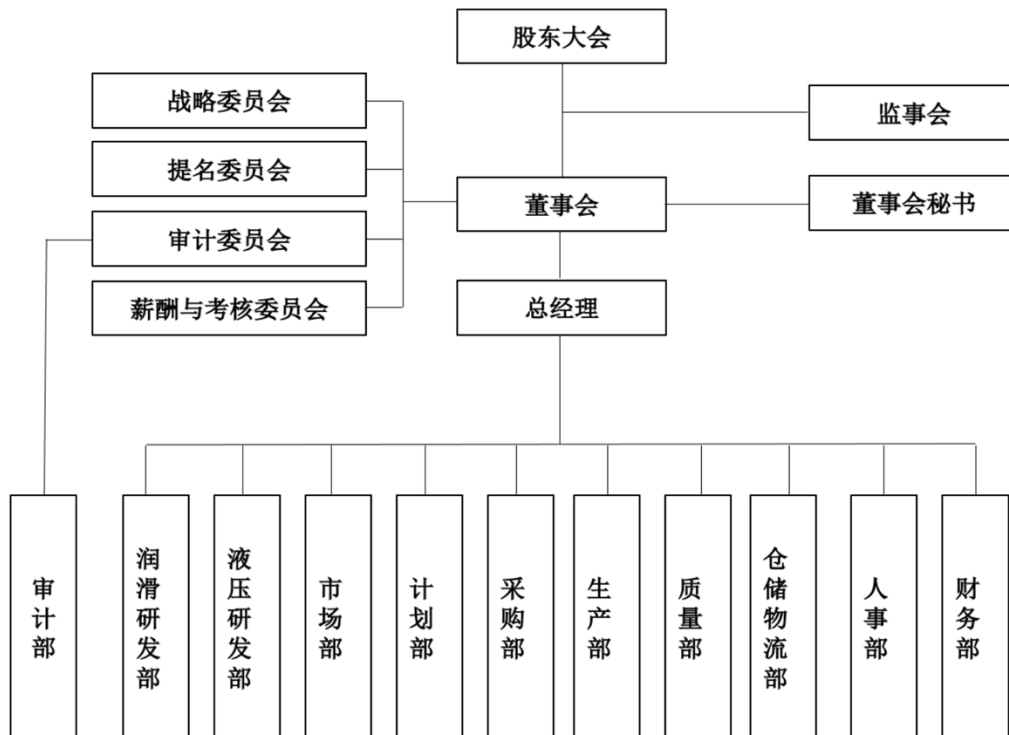 股东大会
战略委员会
监事会
提名委员会
董事会
董事会秘书
审计委员会
薪酬与考核委员会
总经理
审计部
润滑研发部
液压研发部
市场部
计划部
采购部
生产部
质量部
仓储物流部
人事部
财务部